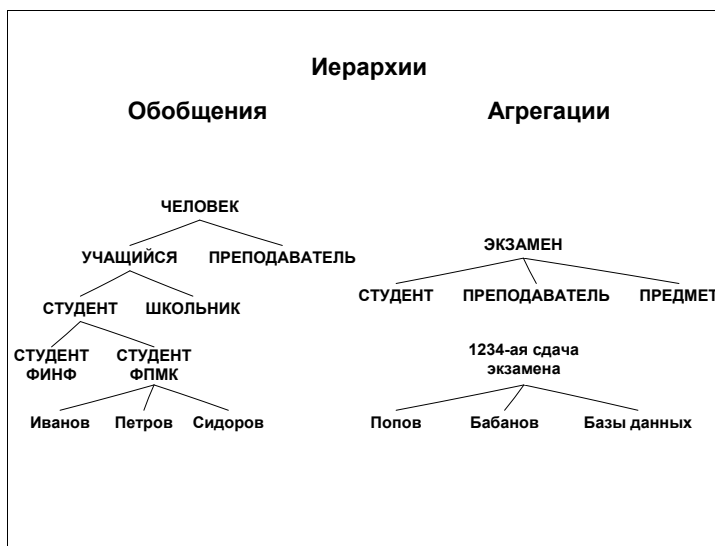 Иерархии
Обобщения
Агрегации
ЧЕЛОВЕК
УЧАЩИЙСЯ ПРЕПОДАВАТЕЛЬ
СТУДЕНТ ШКОЛЬНИК
СТУДЕНТ ФИНФ
СТУДЕНТ ФПМК
Иванов Петров Сидоров
ЭКЗАМЕН
СТУДЕНТ ПРЕПОДАВАТЕЛЬ ПРЕДМЕТ
1234-ая сдача
экзамена
Попов Бабанов Базы данных